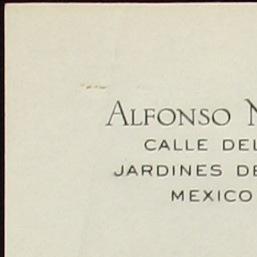 ALFONSO
CALLE DEL
JARDINES DE
MEXICO